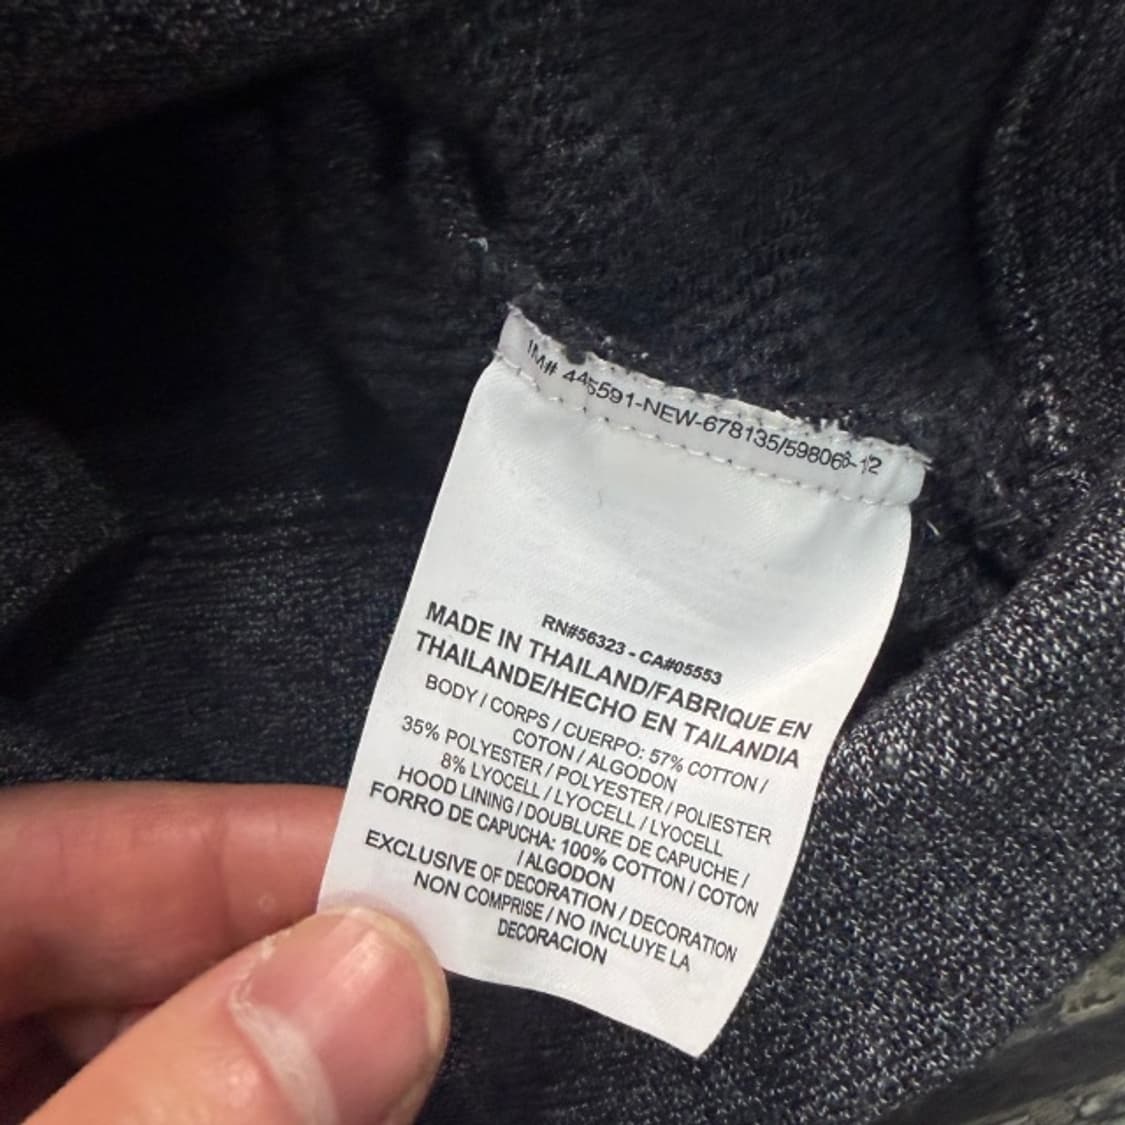 445591-NEW-678135/598066-12
RN#56323 - CA#05553
MADE IN THAILAND/FABRIQUE EN
THAILANDE/HECHO EN TAILANDIA
BODY / CORPS / CUERPO: 57% COTTON /
COTON / ALGODON
35% POLYESTER / POLYESTER / POLIESTER
8% LYOCELL / LYOCELL / LYOCELL
HOOD LINING / DOUBLURE DE CAPUCHE /
FORRO DE CAPUCHA: 100% COTTON / COTON
/ ALGODON
EXCLUSIVE OF DECORATION / DECORATION
NON COMPRISE / NO INCLUYE LA
DECORACION